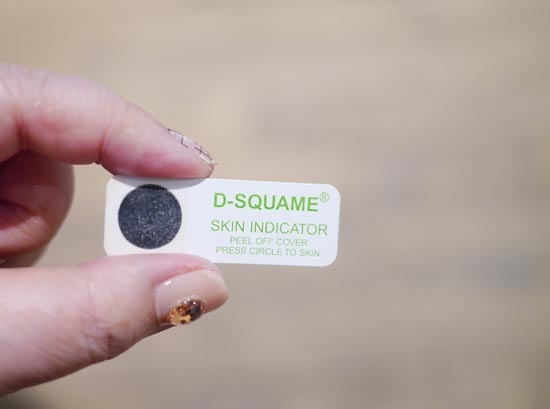 D-SQUAME®
SKIN INDICATOR
PEEL OFF COVER
PRESS CIRCLE TO SKIN